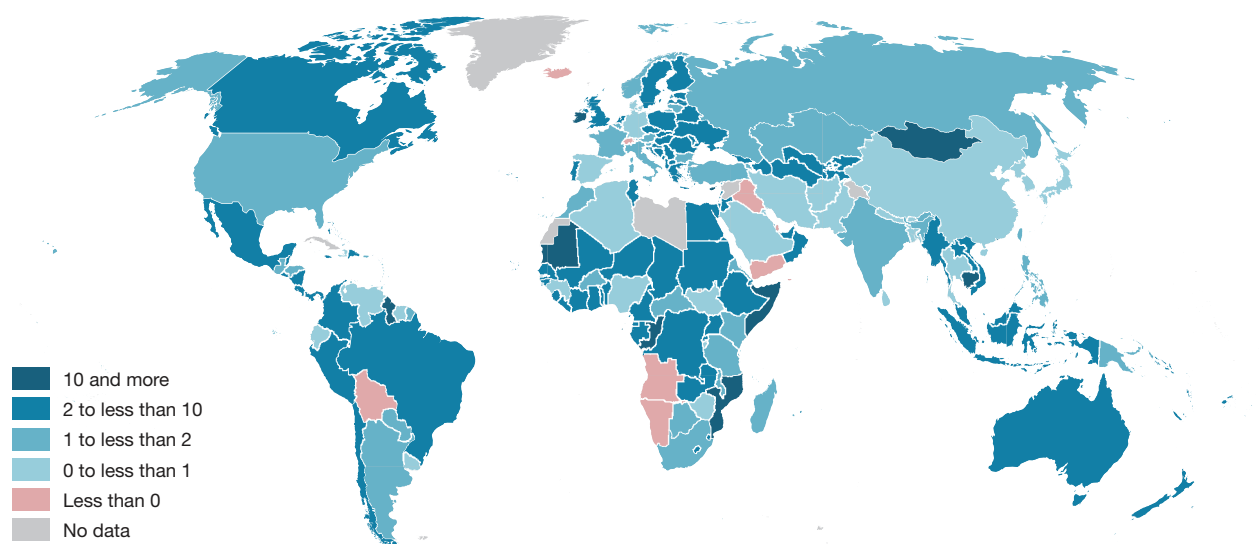 10 and more
2 to less than 10
1 to less than 2
0 to less than 1
Less than 0
No data